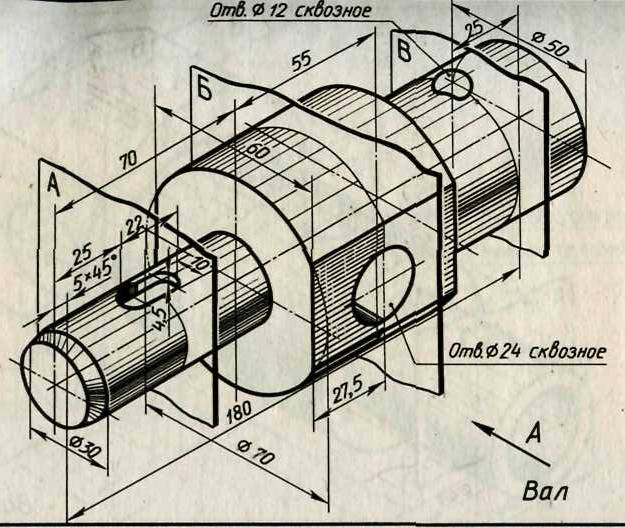 Отв. ⌀ 12 сквозное
25
⌀ 50
В
55
Б
60
70
А
22
25
5×45°
10
4,5
Отв. ⌀ 24 сквозное
27,5
180
⌀ 30
⌀ 70
А
Вал